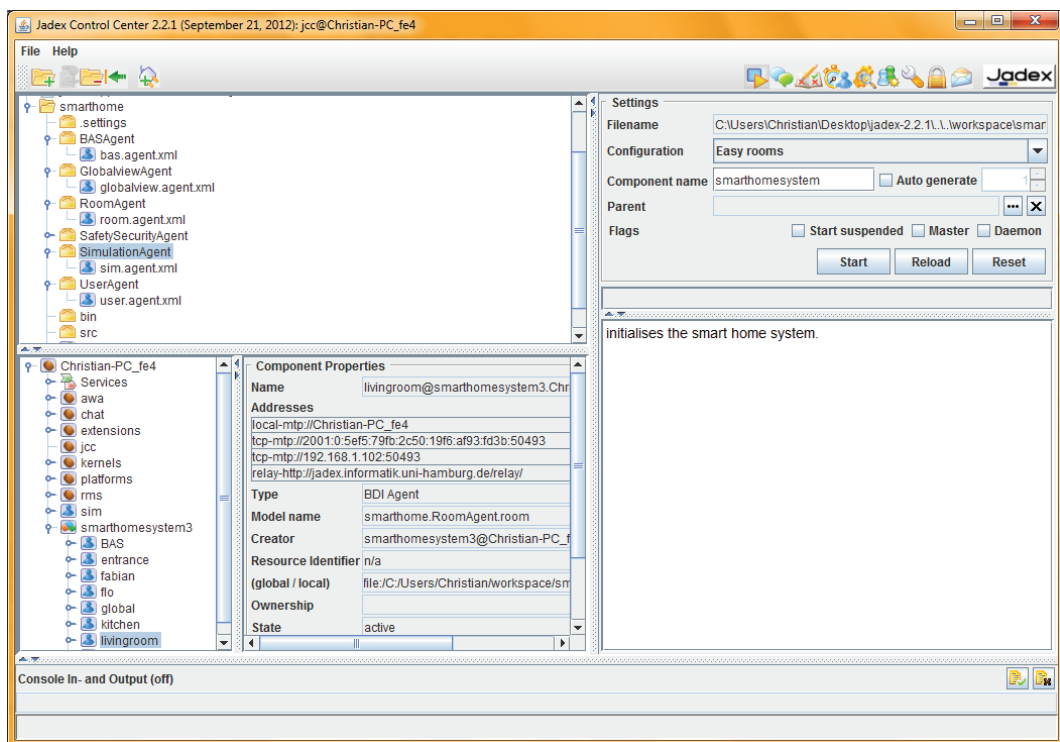 Jadex Control Center 2.2.1 (September 21, 2012): jcc@Christian-PC_fe4
File Help
Jadex
smarthome
.settings
BASAgent
bas.agent.xml
GlobalviewAgent
globalview.agent.xml
RoomAgent
room.agent.xml
SafetySecurityAgent
SimulationAgent
sim.agent.xml
UserAgent
user.agent.xml
bin
src
Settings
Filename C:\Users\Christian\Desktop\jadex-2.2.1\..\..\workspace\smar
Configuration Easy rooms
Component name smarthomesystem Auto generate 1
Parent ... X
Flags Start suspended Master Daemon
Start Reload Reset
initialises the smart home system.
Christian-PC_fe4
Services
awa
chat
extensions
jcc
kernels
platforms
rms
sim
smarthomesystem3
BAS
entrance
fabian
flo
global
kitchen
livingroom
Component Properties
Name livingroom@smarthomesystem3.Chr
Addresses
local-mtp://Christian-PC_fe4
tcp-mtp://2001:0:5ef5:79fb:2c50:19f6:af93:fd3b:50493
tcp-mtp://192.168.1.102:50493
relay-http://jadex.informatik.uni-hamburg.de/relay/
Type BDI Agent
Model name smarthome.RoomAgent.room
Creator smarthomesystem3@Christian-PC_f
Resource Identifier n/a
(global / local) file:/C:/Users/Christian/workspace/sm
Ownership
State active
Console In- and Output (off)